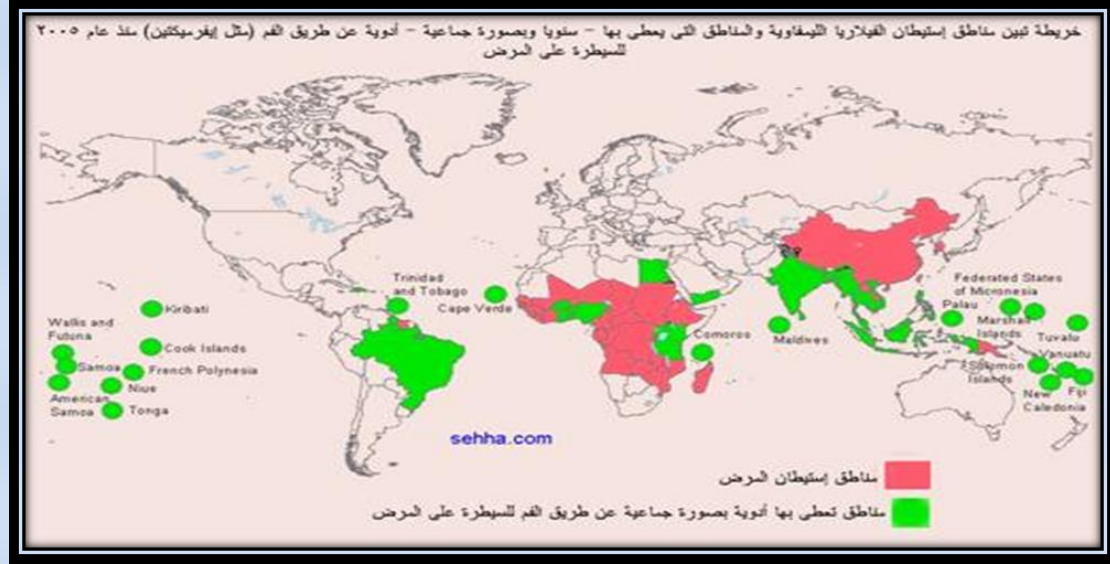 خريطة تبين مناطق إستيطان الفيلاريا الليمفاوية والمناطق التى يعطى بها - سنويا وبصورة جماعية - أدوية عن طريق الفم (مثل إيفرميكتين) منذ عام ٢٠٠٥
للسيطرة على المرض
Trinidad
and Tobago
Cape Verde
Kiribati
Wallis and
Futuna
Cook Islands
Samoa
French Polynesia
American
Samoa
Niue
Tonga
Comoros
Maldives
Federated States
of Micronesia
Palau
Marshall
Islands
Tuvalu
Vanuatu
Solomon
Islands
Fiji
New
Caledonia
sehha.com
مناطق إستيطان المرض
مناطق تعطى بها أدوية بصورة جماعية عن طريق الفم للسيطرة على المرض